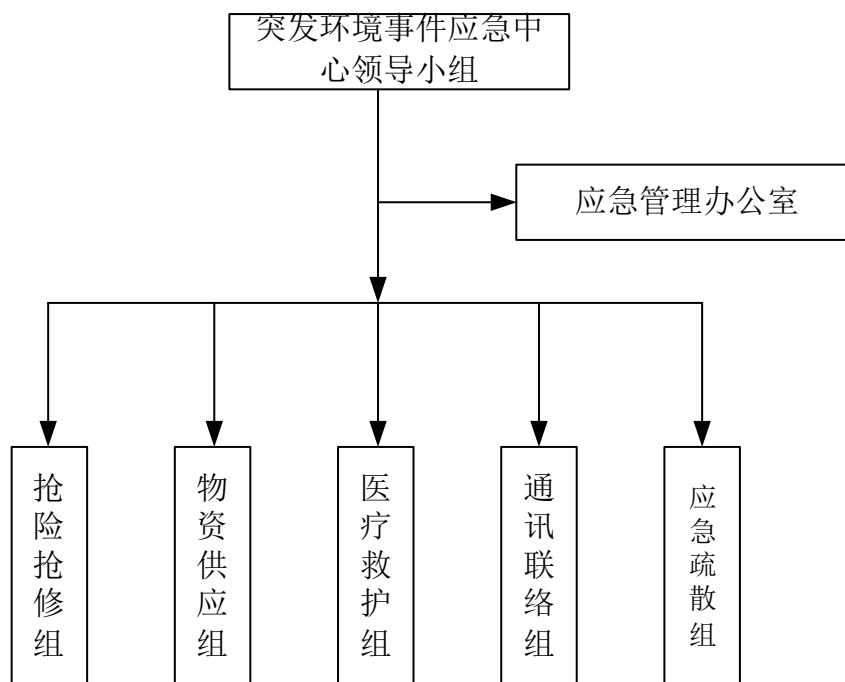 突发环境事件应急中
心领导小组
应急管理办公室
抢险抢修组
物资供应组
医疗救护组
通讯联络组
应急疏散组